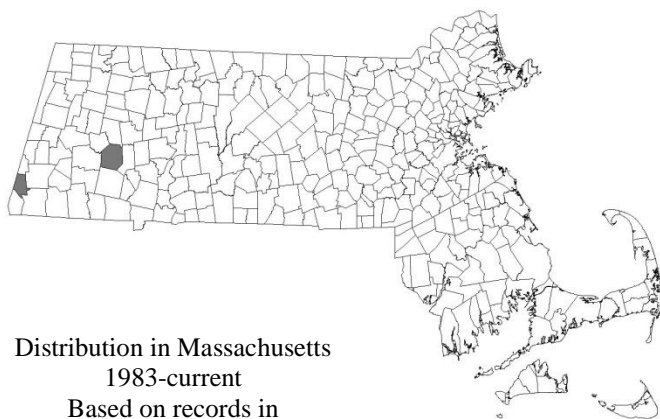 Distribution in Massachusetts
1983-current
Based on records in